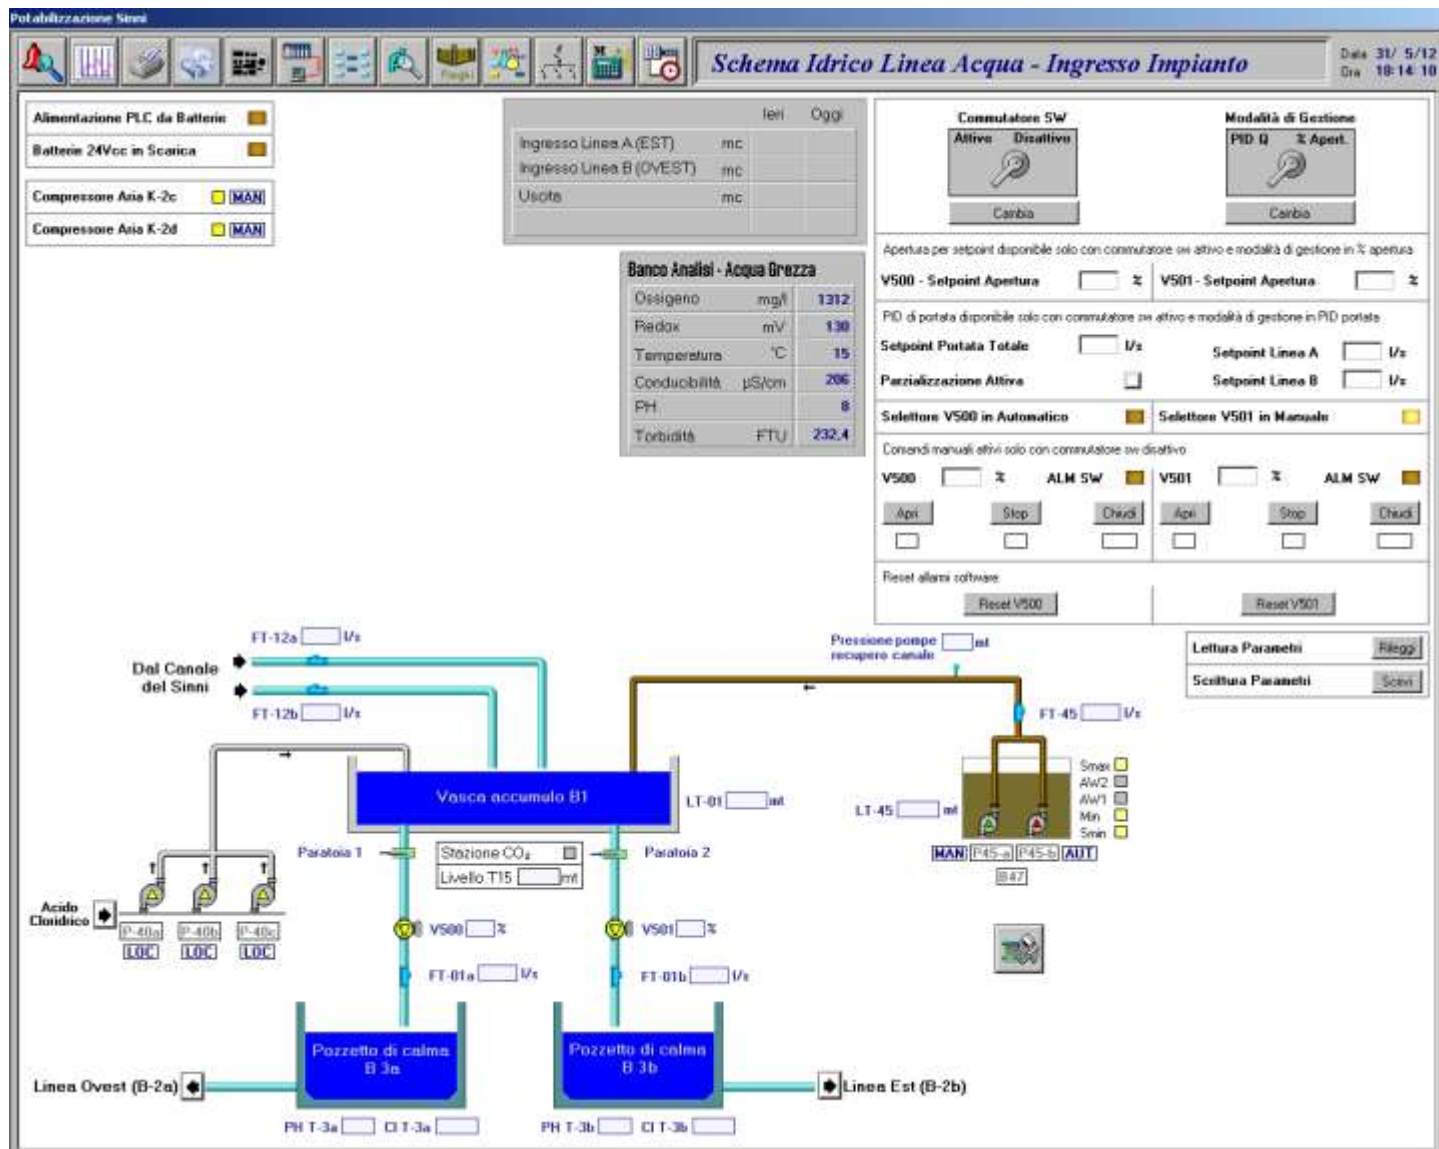 Potabilizzazione Sinni
Schema Idrico Linea Acqua - Ingresso Impianto
Data 31/ 5/12
Ora 18:14:10
Alimentazione PLC da Batterie
Batterie 24Vcc in Scarica
Compressore Aria K-2c MAN
Compressore Aria K-2d MAN
Ieri Oggi
Ingresso Linea A (EST) mc
Ingresso Linea B (OVEST) mc
Uscita mc
Banco Analisi - Acqua Grezza
Ossigeno mg/l 1312
Redox mV 130
Temperatura °C 15
Conducibilità µS/cm 206
PH 8
Torbidità FTU 232,4
Commutatore SW
Attivo Disattivo
Cambia
Modalità di Gestione
PID Q % Apert.
Cambia
Apertura per setpoint disponibile solo con commutatore sw attivo e modalità di gestione in % apertura
V500 - Setpoint Apertura %
V501 - Setpoint Apertura %
PID di portata disponibile solo con commutatore sw attivo e modalità di gestione in PID portata
Setpoint Portata Totale l/s
Setpoint Linea A l/s
Parzializzazione Attiva
Setpoint Linea B l/s
Selettore V500 in Automatico
Selettore V501 in Manuale
Comandi manuali attivi solo con commutatore sw disattivo
V500 % ALM SW
V501 % ALM SW
Apri Stop Chiudi
Apri Stop Chiudi
Reset allarmi software
Reset V500
Reset V501
Lettura Parametri Rileggi
Scrittura Parametri Scrivi
FT-12a l/s
Dal Canale
del Sinni
FT-12b l/s
Pressione pompe mt
recupero canale
FT-45 l/s
Vasca accumulo B1
LT-01 mt
LT-45 mt
Smax
AW2
AW1
Min
Smin
MAN P45-a P45-b AUT
B47
Paratoia 1
Stazione CO₂
Livello T15 mt
Paratoia 2
Acido
Cloridrico
P-40a P-40b P-40c
LOC LOC LOC
V500 %
V501 %
FT-01a l/s
FT-01b l/s
Pozzetto di calma
B 3a
Pozzetto di calma
B 3b
Linea Ovest (B-2a)
Linea Est (B-2b)
PH T-3a Cl T-3a
PH T-3b Cl T-3b